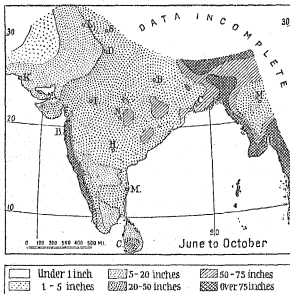 DATA INCOMPLETE
30
30
20
20
10
10
90
L.
S.
D.
K.
B.
I.
N.
C.
M.
B.
H.
M.
C.
0 100 200 300 400 500 MI.
June to October
Under 1 inch
5-20 inches
50-75 inches
1-5 inches
20-50 inches
Over 75 inches